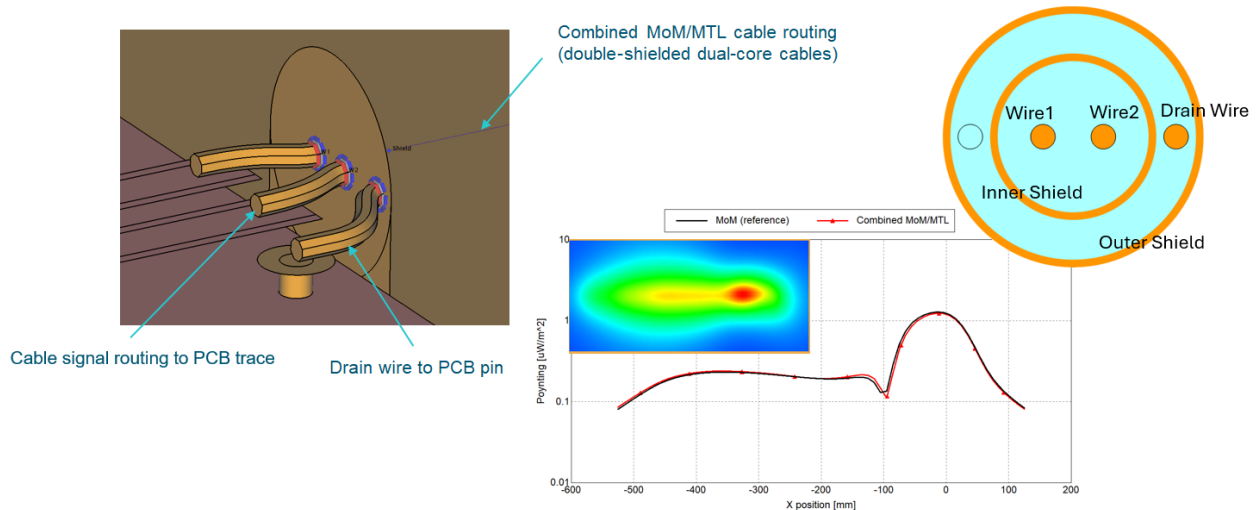 Combined MoM/MTL cable routing
(double-shielded dual-core cables)
W1
W2
Shield
Cable signal routing to PCB trace
Drain wire to PCB pin
Wire1
Wire2
Drain Wire
Inner Shield
Outer Shield
MoM (reference)
Combined MoM/MTL
Poynting [uW/m^2]
10
1
0.1
0.01
-600
-500
-400
-300
-200
-100
0
100
200
X position [mm]